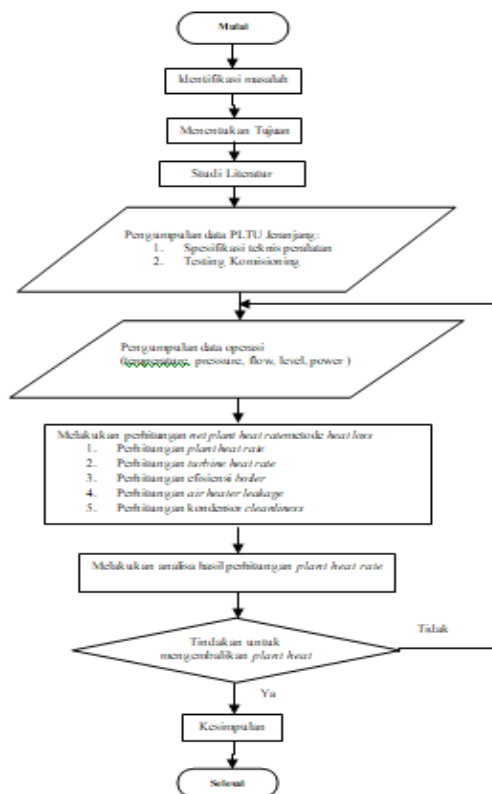 Mulai
Identifikasi masalah
Menentukan Tujuan
Studi Literatur
Pengumpulan data PLTU Jeranjang:
1. Spesifikasi teknis peralatan
2. Testing Komisioning
Pengumpulan data operasi
(temperature, pressure, flow, level, power )
Melakukan perhitungan net plant heat rate metode heat loss
1. Perhitungan plant heat rate
2. Perhitungan turbine heat rate
3. Perhitungan efisiensi boiler
4. Perhitungan air heater leakage
5. Perhitungan kondensor cleanliness
Melakukan analisa hasil perhitungan plant heat rate
Tindakan untuk
mengembalikan plant heat
Tidak
Ya
Kesimpulan
Selesai